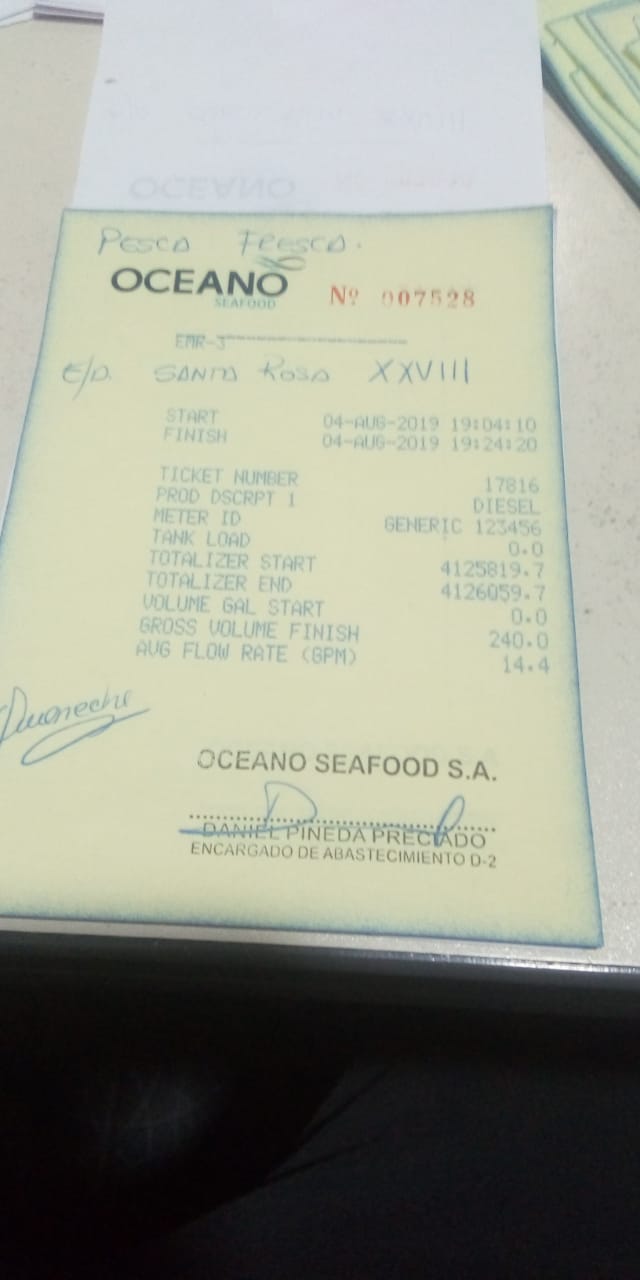 PESCA FRESCA.
OCEANO
SEAFOOD
Nº 007528
EMR-3
E/P. SANTA ROSA XXVIII
START 04-AUG-2019 19:04:10
FINISH 04-AUG-2019 19:24:20
TICKET NUMBER 17816
PROD DSCRPT 1 DIESEL
METER ID GENERIC 123456
TANK LOAD 0.0
TOTALIZER START 4125819.7
TOTALIZER END 4126059.7
VOLUME GAL START 0.0
GROSS VOLUME FINISH 240.0
AVG FLOW RATE (GPM) 14.4
OCEANO SEAFOOD S.A.
DANIEL PINEDA PRECIADO
ENCARGADO DE ABASTECIMIENTO D-2